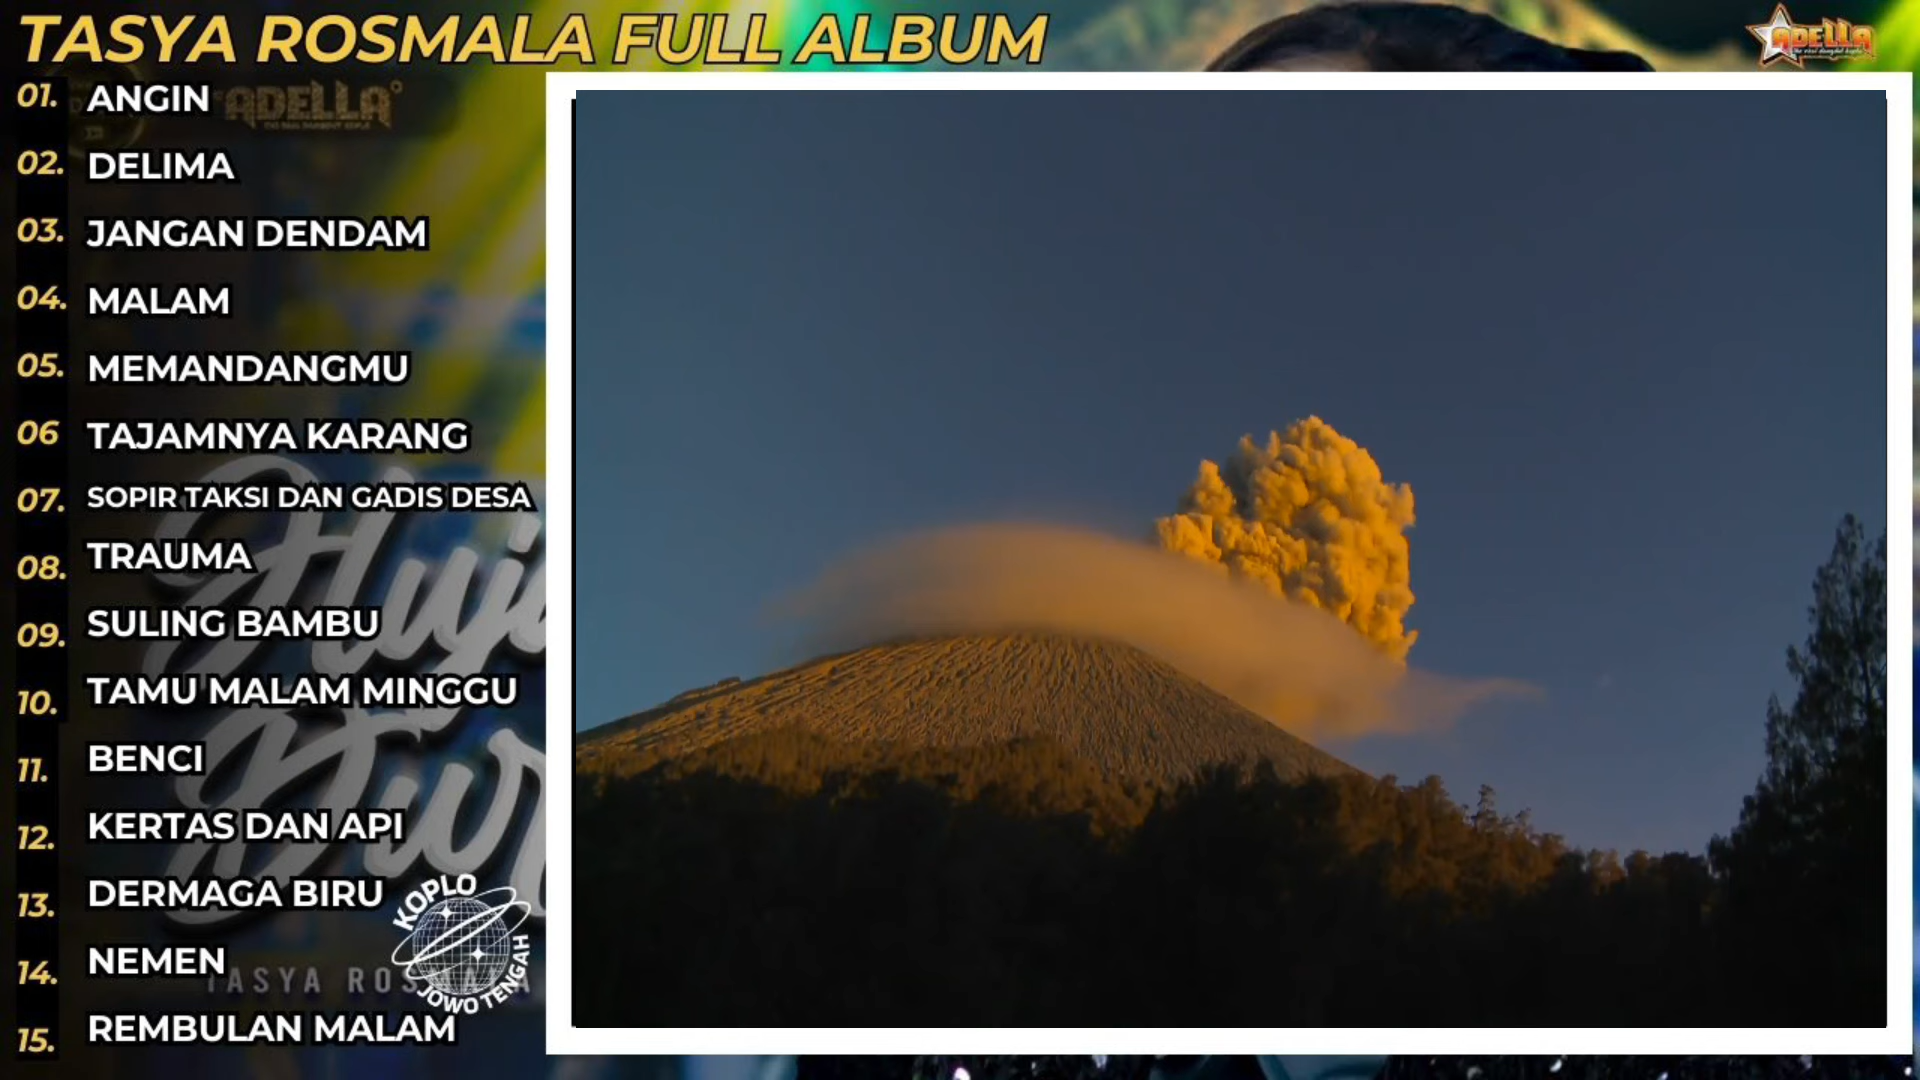 TASYA ROSMALA FULL ALBUM
ADELLA
01. ANGIN
ADELLA
02. DELIMA
03. JANGAN DENDAM
04. MALAM
05. MEMANDANGMU
06 TAJAMNYA KARANG
07. SOPIR TAKSI DAN GADIS DESA
08. TRAUMA
09. SULING BAMBU
10. TAMU MALAM MINGGU
11. BENCI
12. KERTAS DAN API
13. DERMAGA BIRU
KOPLO
JOWO TENGAH
14. NEMEN
TASYA ROSMALA
15. REMBULAN MALAM